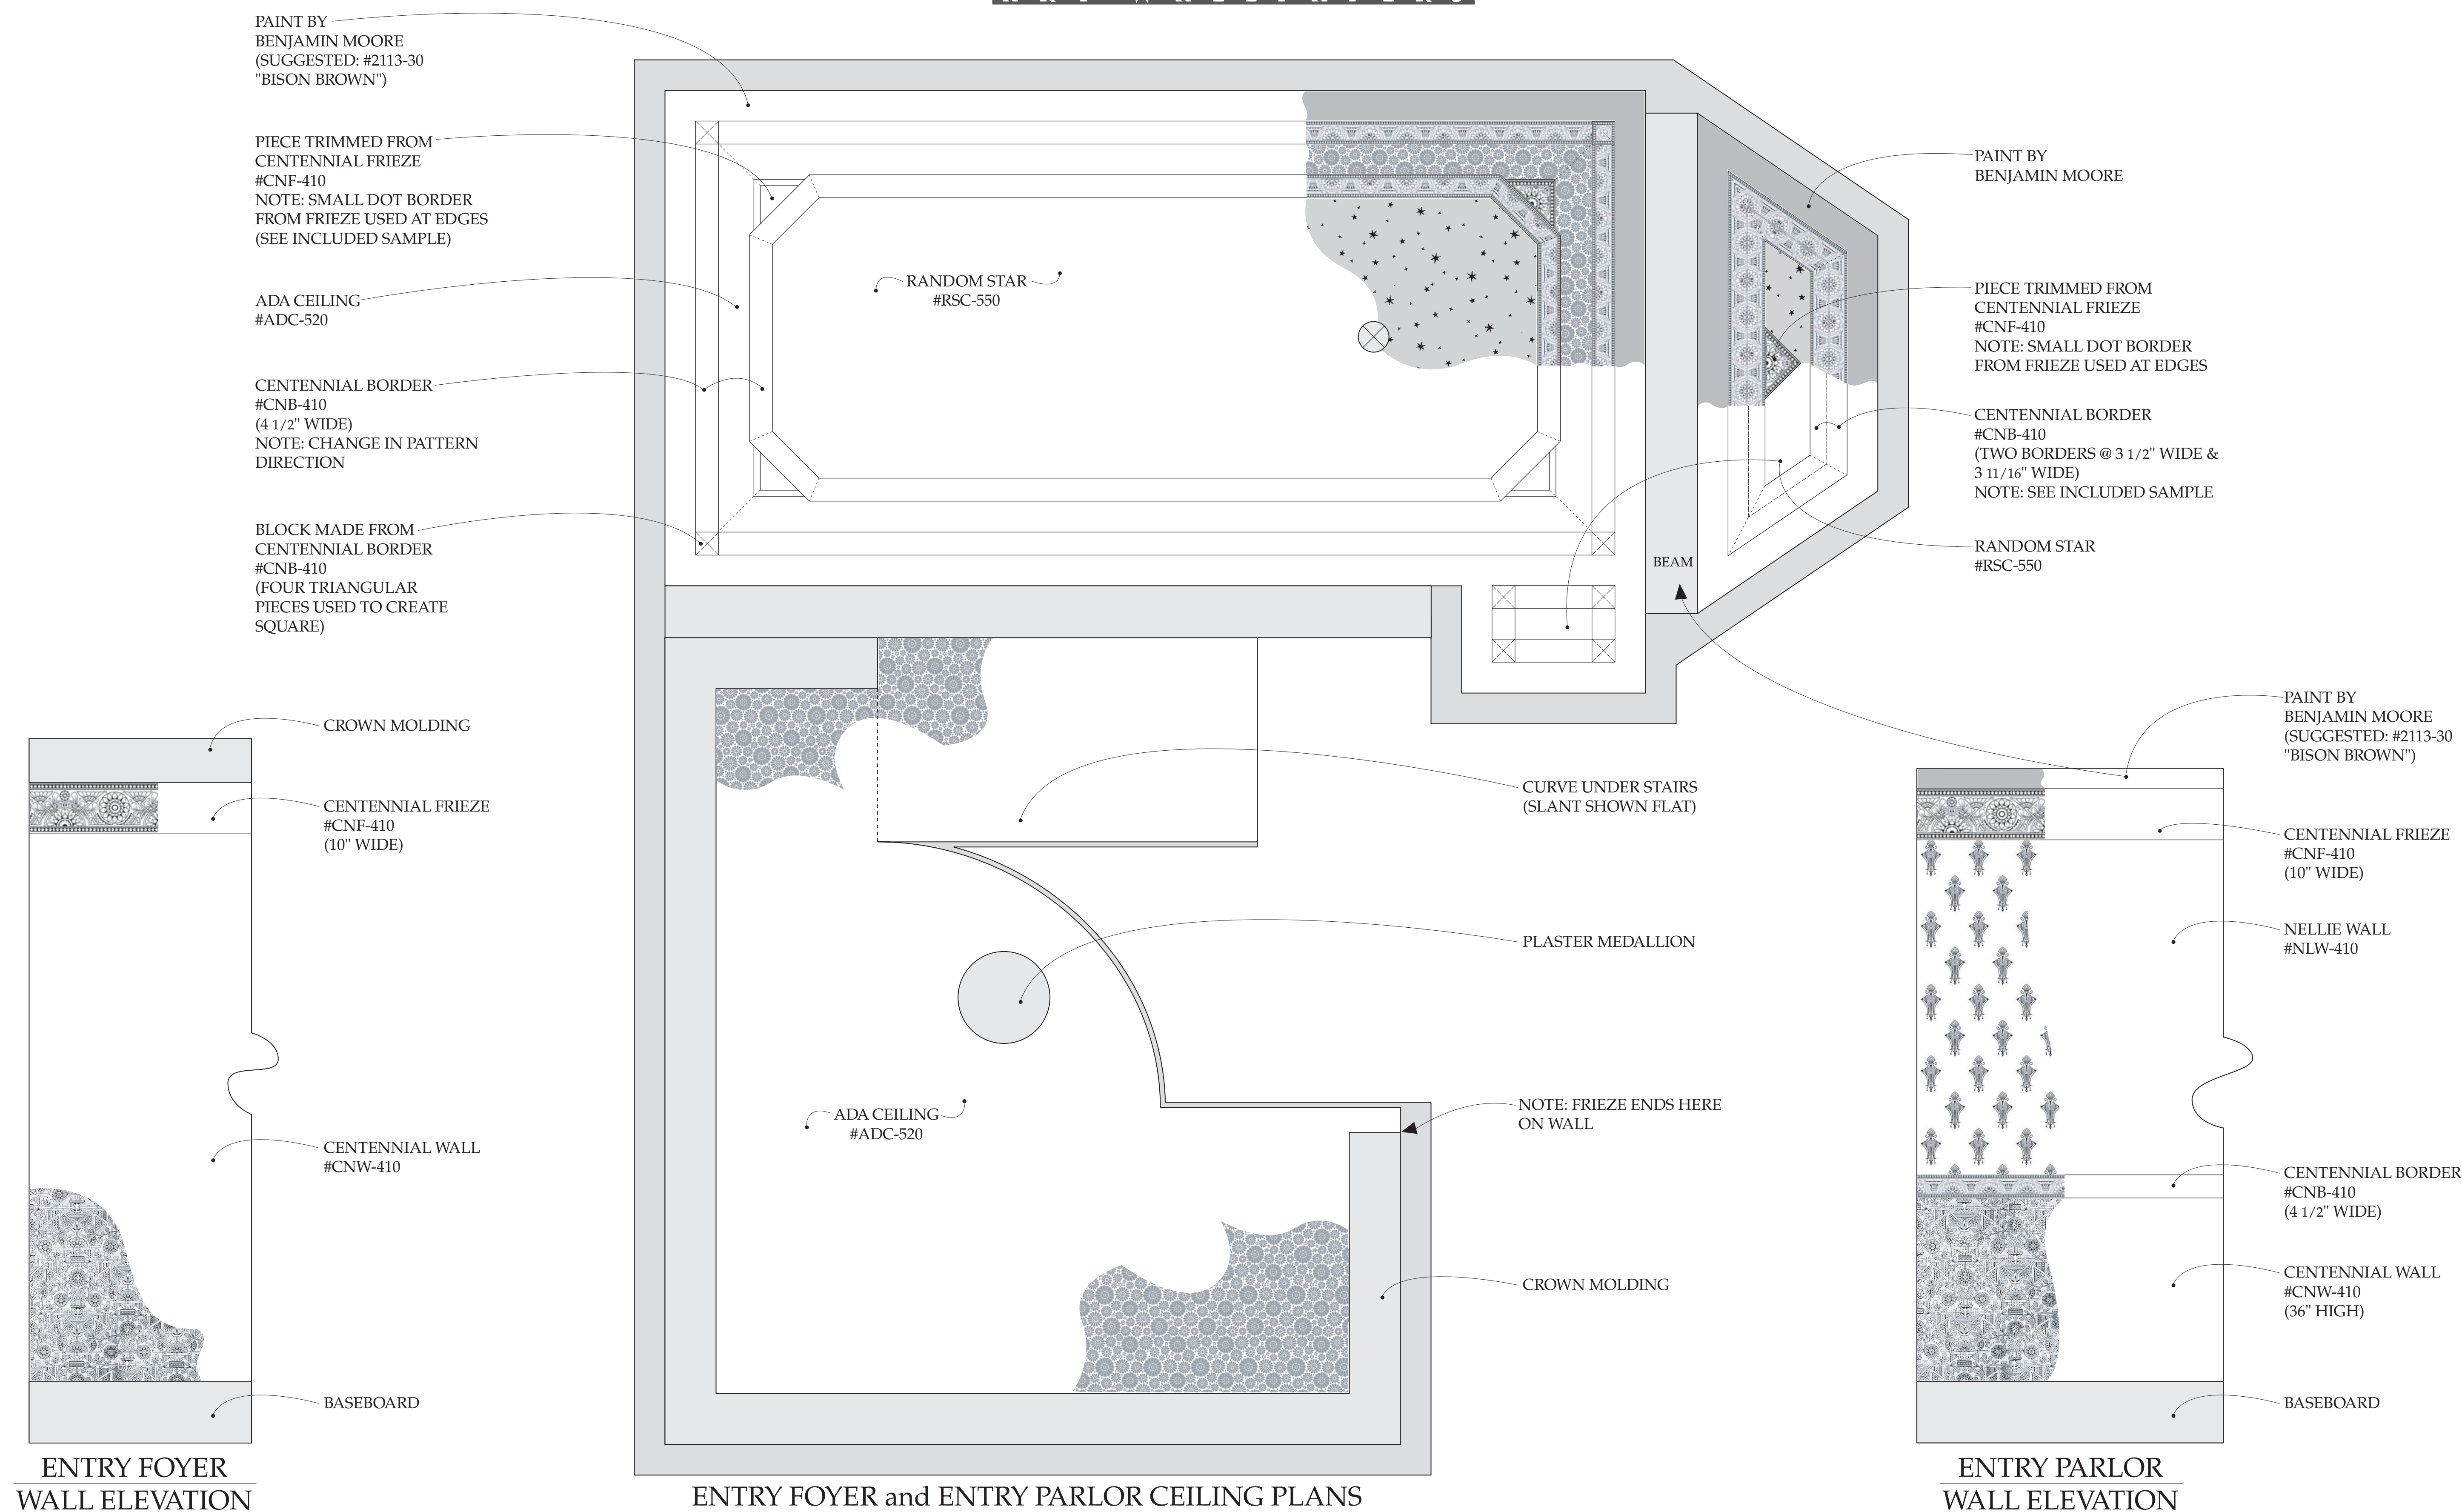 PAINT BY
BENJAMIN MOORE
(SUGGESTED: #2113-30
"BISON BROWN")
PIECE TRIMMED FROM
CENTENNIAL FRIEZE
#CNF-410
NOTE: SMALL DOT BORDER
FROM FRIEZE USED AT EDGES
(SEE INCLUDED SAMPLE)
ADA CEILING
#ADC-520
CENTENNIAL BORDER
#CNB-410
(4 1/2" WIDE)
NOTE: CHANGE IN PATTERN
DIRECTION
BLOCK MADE FROM
CENTENNIAL BORDER
#CNB-410
(FOUR TRIANGULAR
PIECES USED TO CREATE
SQUARE)
RANDOM STAR
#RSC-550
BEAM
PAINT BY
BENJAMIN MOORE
PIECE TRIMMED FROM
CENTENNIAL FRIEZE
#CNF-410
NOTE: SMALL DOT BORDER
FROM FRIEZE USED AT EDGES
CENTENNIAL BORDER
#CNB-410
(TWO BORDERS @ 3 1/2" WIDE &
3 11/16" WIDE)
NOTE: SEE INCLUDED SAMPLE
RANDOM STAR
#RSC-550
CROWN MOLDING
CENTENNIAL FRIEZE
#CNF-410
(10" WIDE)
CENTENNIAL WALL
#CNW-410
BASEBOARD
ENTRY FOYER
WALL ELEVATION
CURVE UNDER STAIRS
(SLANT SHOWN FLAT)
PLASTER MEDALLION
ADA CEILING
#ADC-520
NOTE: FRIEZE ENDS HERE
ON WALL
CROWN MOLDING
ENTRY FOYER and ENTRY PARLOR CEILING PLANS
PAINT BY
BENJAMIN MOORE
(SUGGESTED: #2113-30
"BISON BROWN")
CENTENNIAL FRIEZE
#CNF-410
(10" WIDE)
NELLIE WALL
#NLW-410
CENTENNIAL BORDER
#CNB-410
(4 1/2" WIDE)
CENTENNIAL WALL
#CNW-410
(36" HIGH)
BASEBOARD
ENTRY PARLOR
WALL ELEVATION